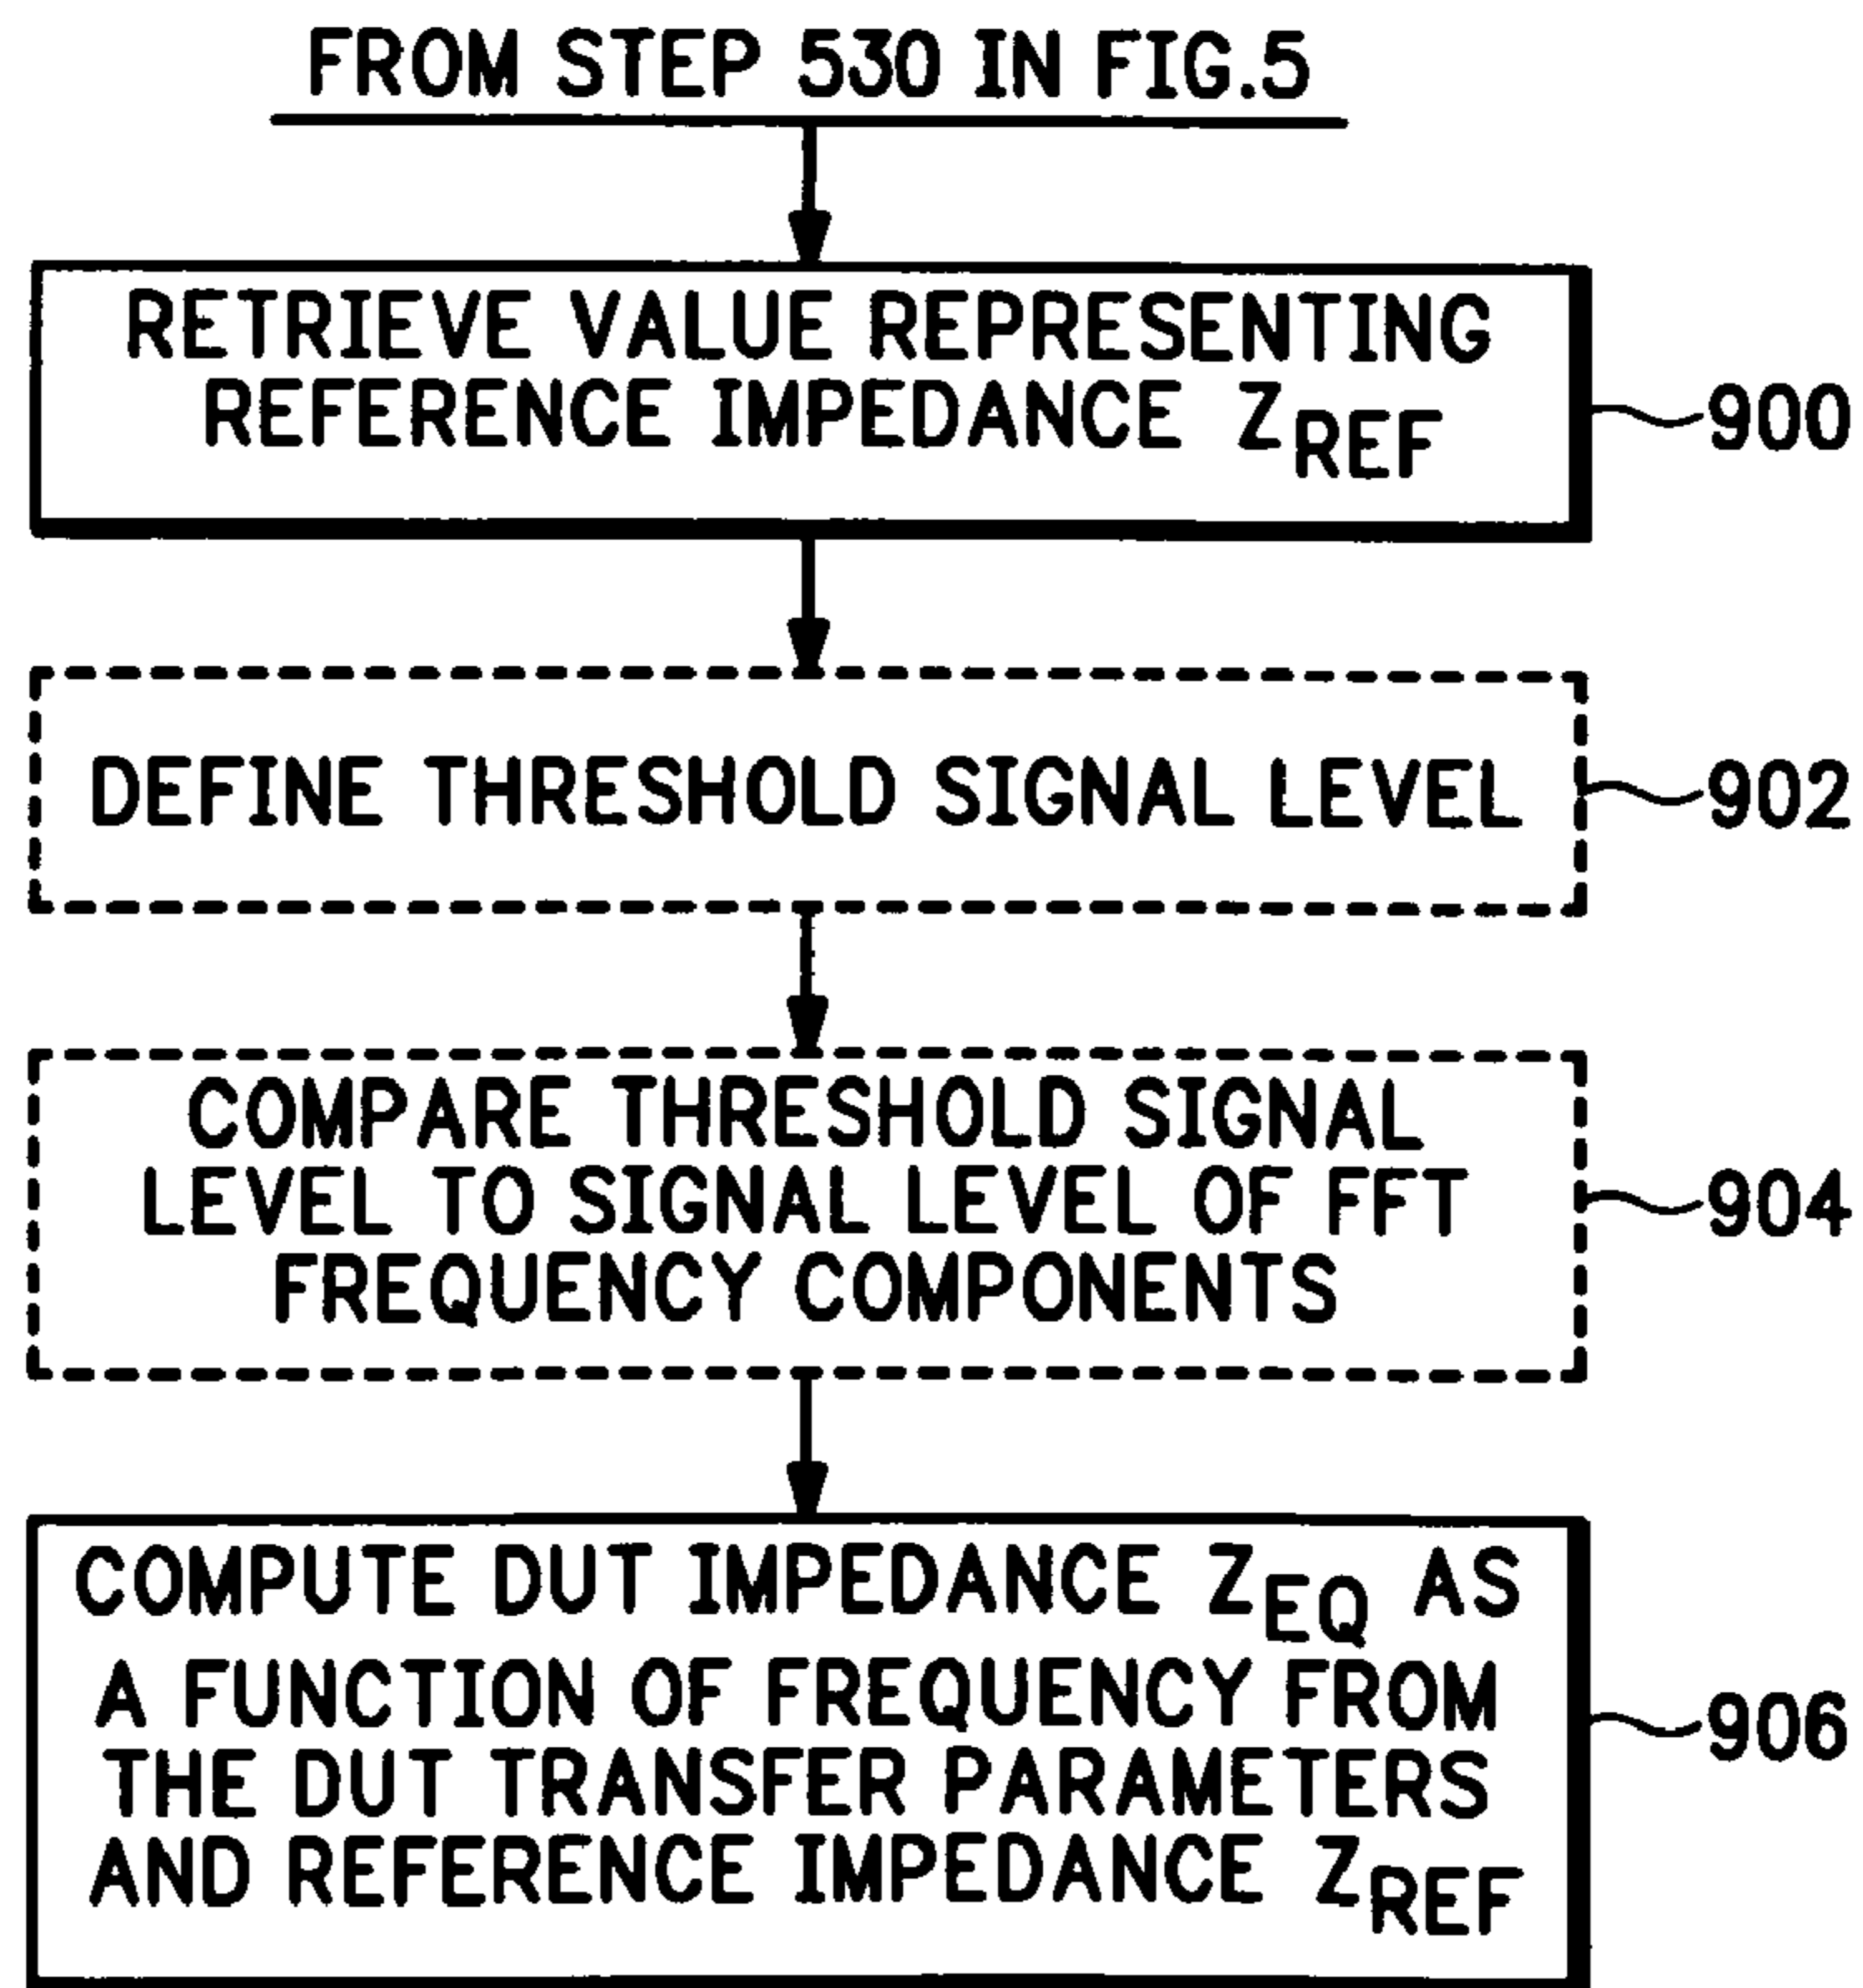 FROM STEP 530 IN FIG.5
RETRIEVE VALUE REPRESENTING
REFERENCE IMPEDANCE ZREF
900
DEFINE THRESHOLD SIGNAL LEVEL
902
COMPARE THRESHOLD SIGNAL
LEVEL TO SIGNAL LEVEL OF FFT
FREQUENCY COMPONENTS
904
COMPUTE DUT IMPEDANCE ZEQ AS
A FUNCTION OF FREQUENCY FROM
THE DUT TRANSFER PARAMETERS
AND REFERENCE IMPEDANCE ZREF
906